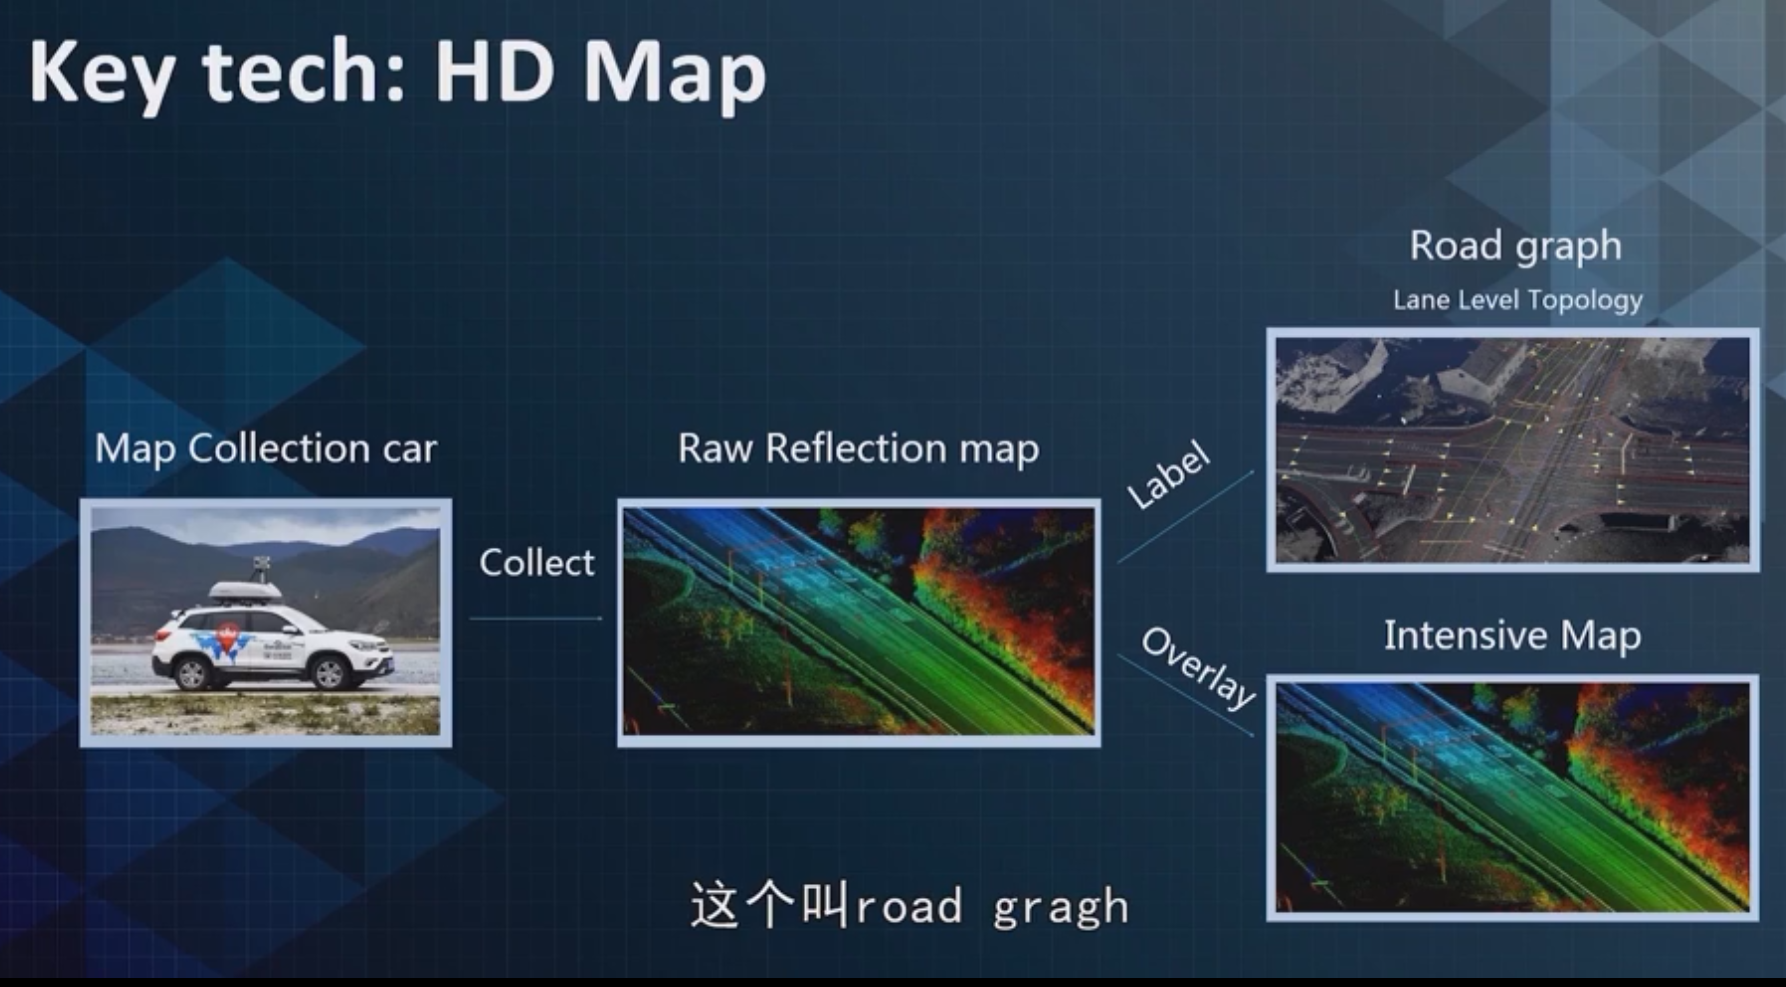 Key tech: HD Map
Map Collection car
Collect
Raw Reflection map
Label
Road graph
Lane Level Topology
Overlay
Intensive Map
这个叫road gragh